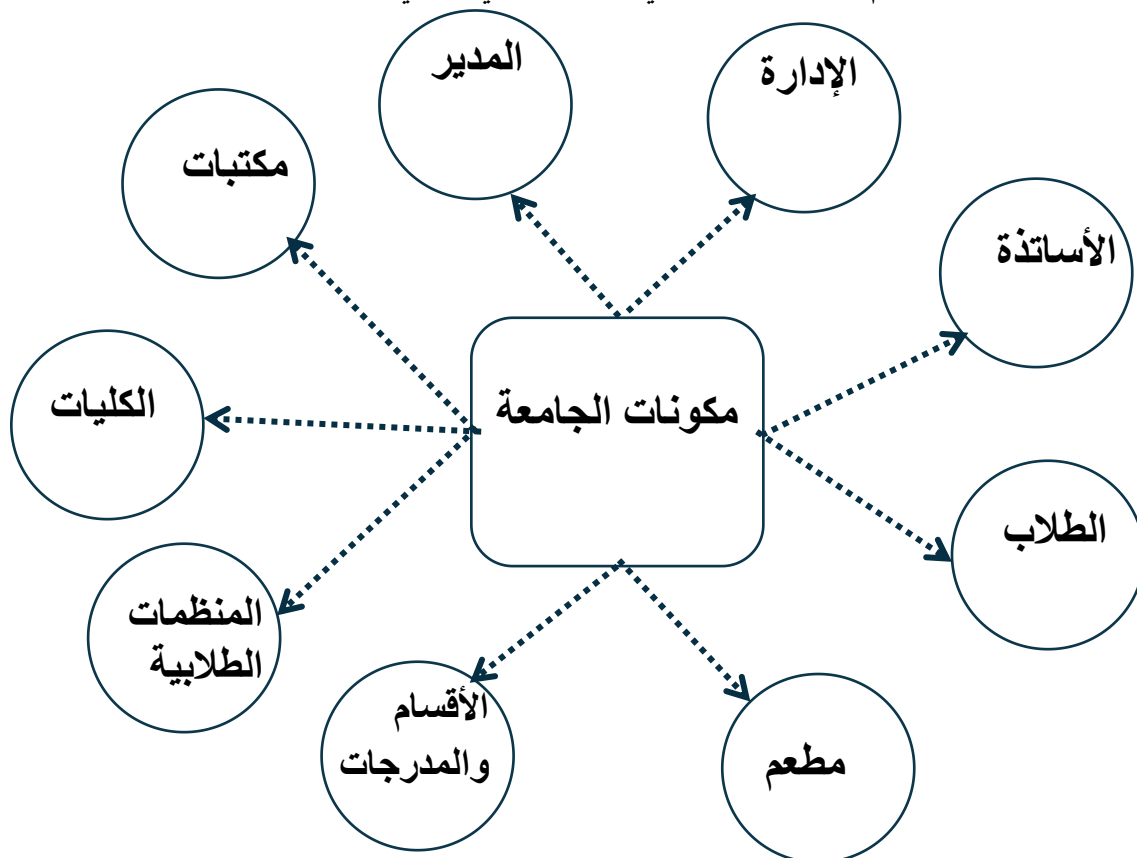 المدير
الإدارة
مكتبات
الأساتذة
الكليات
مكونات الجامعة
الطلاب
المنظمات
الطلابية
الأقسام
والمدرجات
مطعم